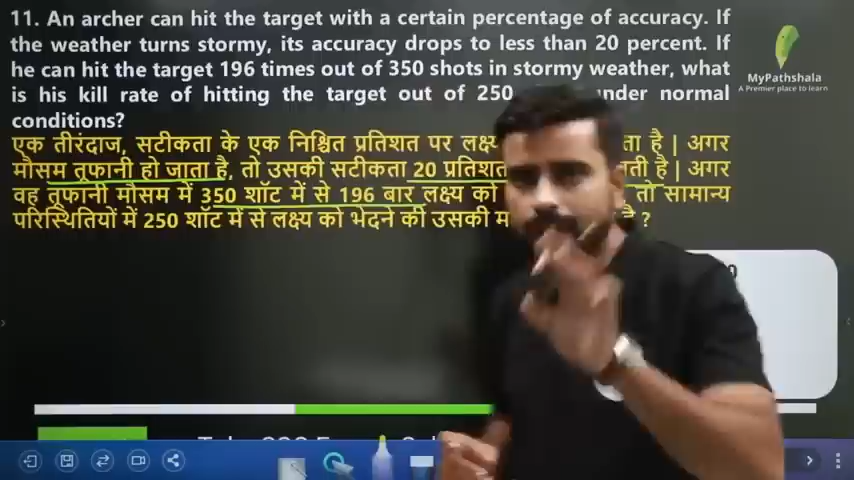 11. An archer can hit the target with a certain percentage of accuracy. If
the weather turns stormy, its accuracy drops to less than 20 percent. If
he can hit the target 196 times out of 350 shots in stormy weather, what
is his kill rate of hitting the target out of 250 under normal
conditions?
एक तीरंदाज, सटीकता के एक निश्चित प्रतिशत पर लक्ष्य है | अगर
मौसम तूफानी हो जाता है, तो उसकी सटीकता 20 है | अगर
वह तूफानी मौसम में 350 शॉट में से 196 बार लक्ष्य को तो सामान्य
परिस्थितियों में 250 शॉट में से लक्ष्य को भेदने की उसकी है ?
MyPathshala
A Premier place to learn